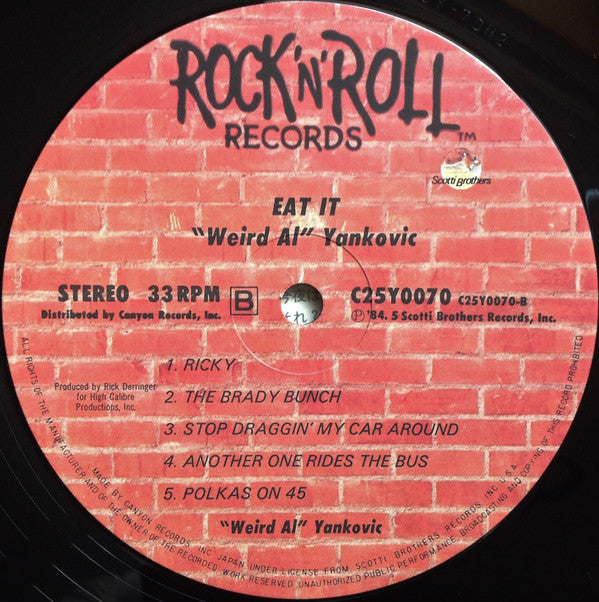 ROCK 'N' ROLL
RECORDS
TM
Scotti Brothers
EAT IT
"Weird Al" Yankovic
STEREO 33 RPM B C25Y0070 C25Y0070-B
Distributed by Canyon Records, Inc. Ⓟ '84. 5 Scotti Brothers Records, Inc.
1. RICKY
Produced by Rick Derringer
for High Calibre
Productions, Inc.
2. THE BRADY BUNCH
3. STOP DRAGGIN' MY CAR AROUND
4. ANOTHER ONE RIDES THE BUS
5. POLKAS ON 45
"Weird Al" Yankovic
MADE BY CANYON RECORDS, INC. JAPAN UNDER LICENSE FROM SCOTTI BROTHERS RECORDS, INC. U.S.A.
ALL RIGHTS OF THE MANUFACTURER AND OF THE OWNER OF THE RECORDED WORK RESERVED UNAUTHORIZED PUBLIC PERFORMANCE BROADCASTING AND COPYING OF THIS RECORD PROHIBITED